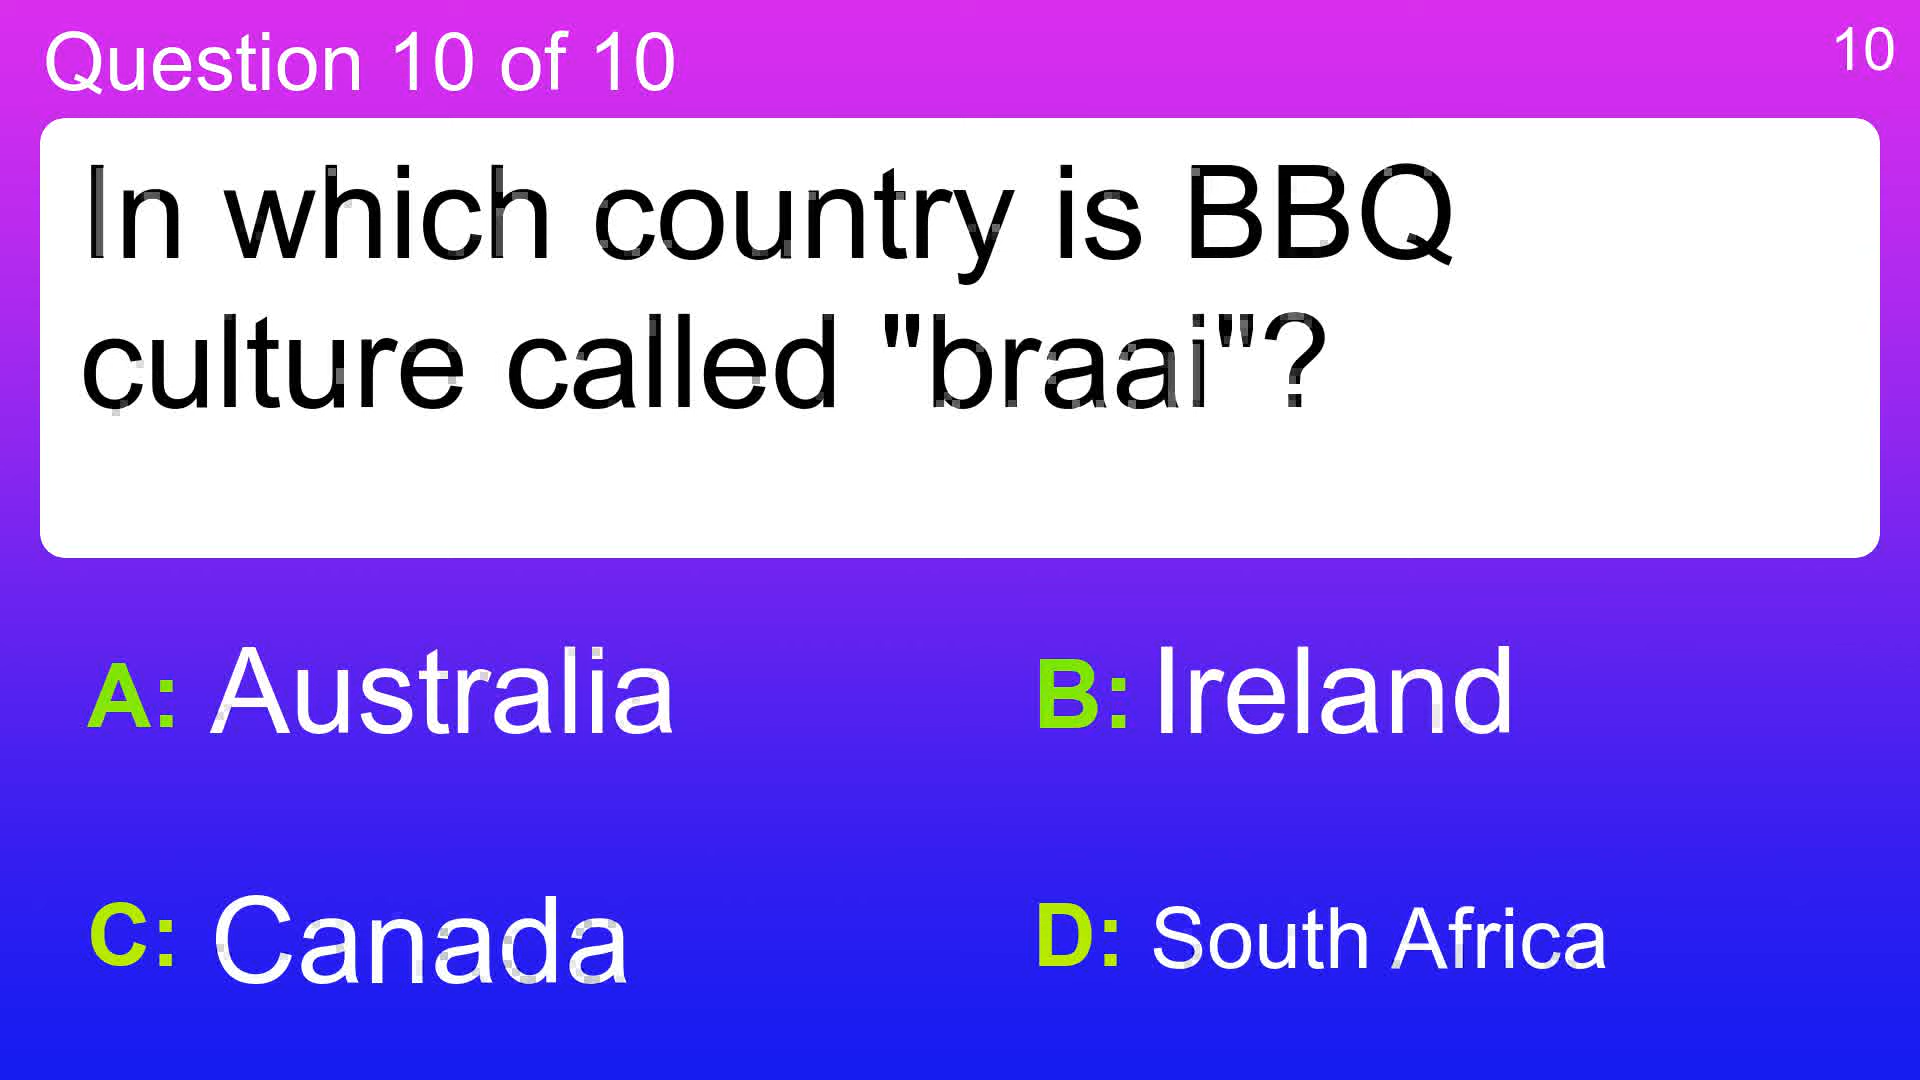 Question 10 of 10
10
In which country is BBQ
culture called "braai"?
A: Australia
B: Ireland
C: Canada
D: South Africa